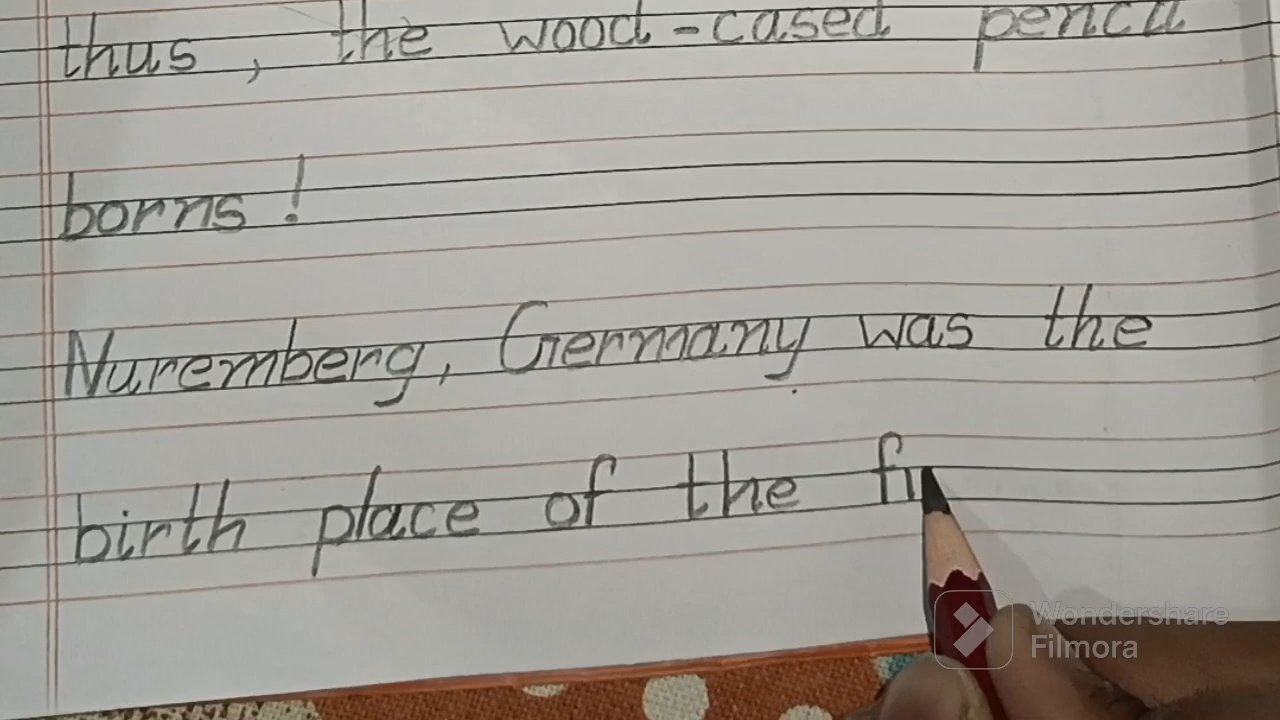 thus, the wood-cased pencil
borns!
Nuremberg, Germany was the
birth place of the fi
Wondershare
Filmora